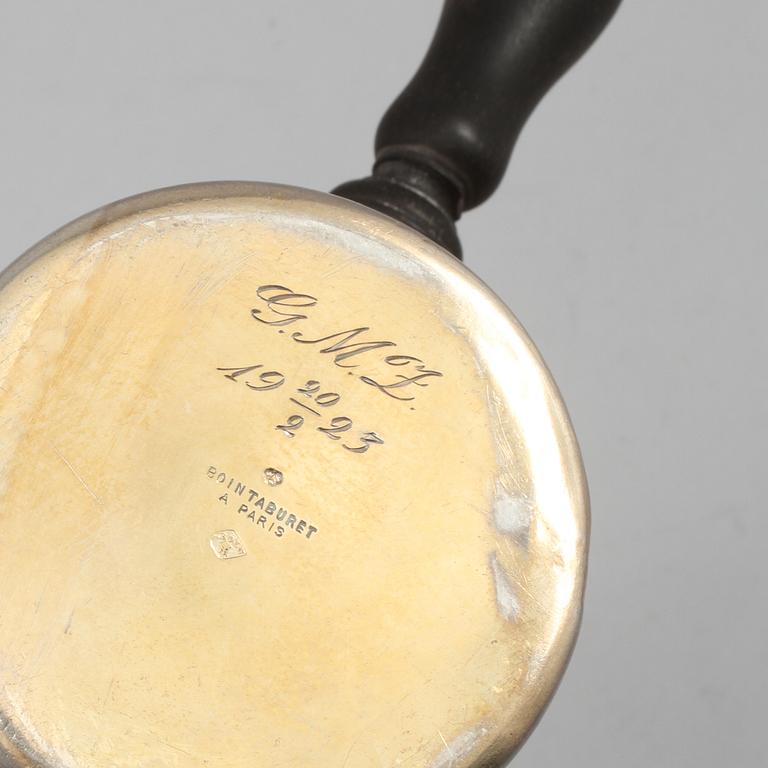 G.M.Z.
19 20/2 23
BOINTABURET
A PARIS